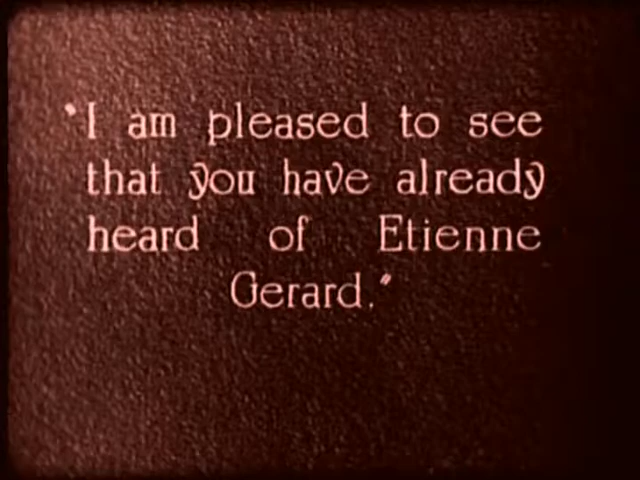 "I am pleased to see
that you have already
heard of Etienne
Gerard."